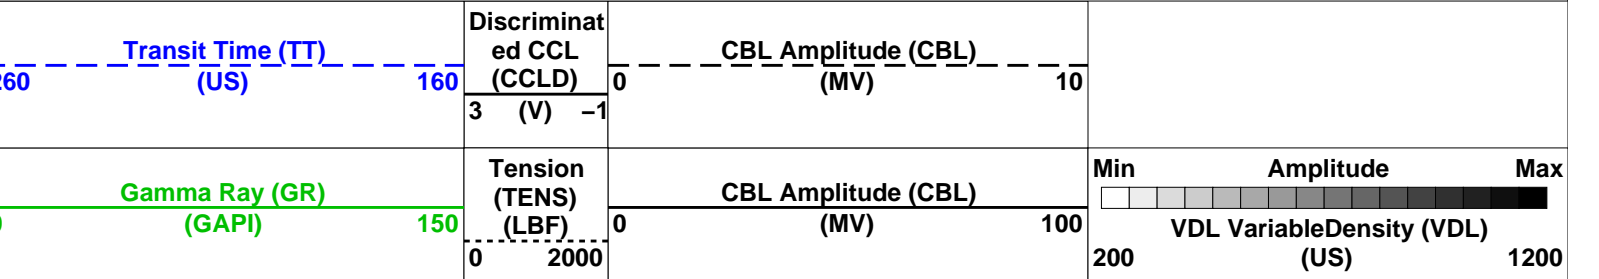 Discriminat
ed CCL
(CCLD)
3 (V) –1
Transit Time (TT)
(US) 160
CBL Amplitude (CBL)
0 (MV) 10
Gamma Ray (GR)
(GAPI) 150
Tension
(TENS)
(LBF)
0 2000
CBL Amplitude (CBL)
0 (MV) 100
Min Amplitude Max
VDL VariableDensity (VDL)
200 (US) 1200